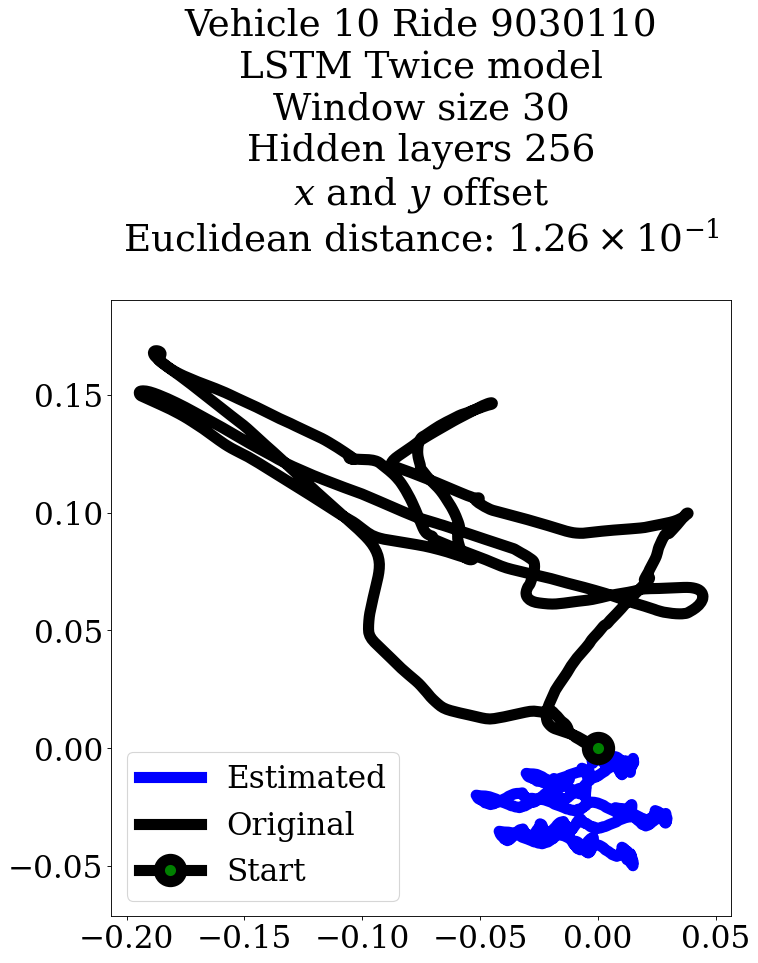 Vehicle 10 Ride 9030110
LSTM Twice model
Window size 30
Hidden layers 256
x and y offset
Euclidean distance: 1.26 × 10⁻¹
0.15
0.10
0.05
0.00
−0.05
Estimated
Original
Start
−0.20 −0.15 −0.10 −0.05 0.00 0.05